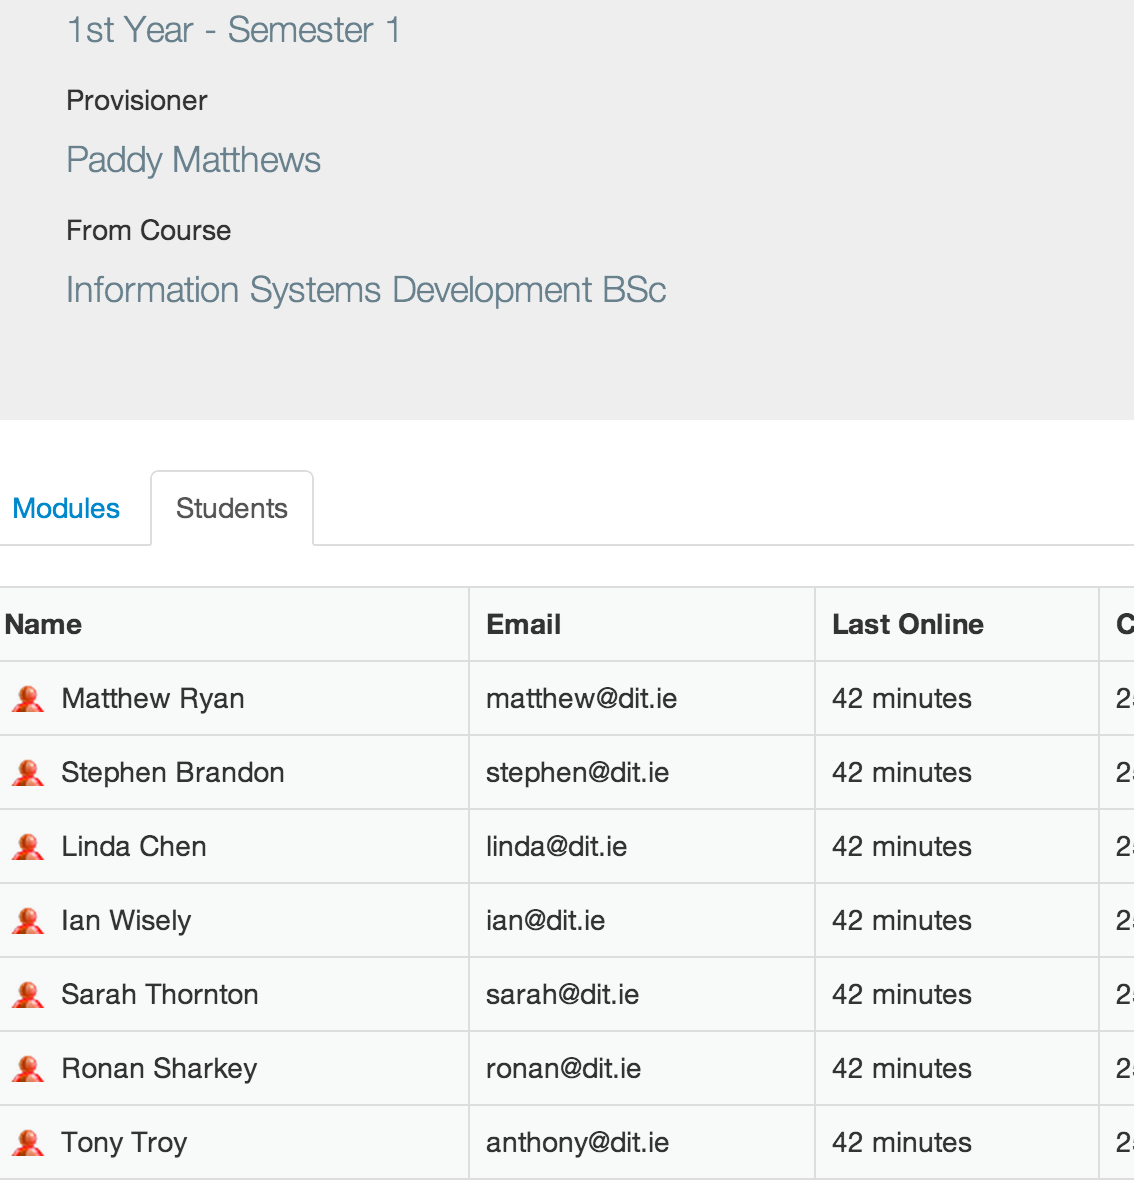 1st Year - Semester 1
Provisioner
Paddy Matthews
From Course
Information Systems Development BSc
Modules Students
Name Email Last Online
Matthew Ryan matthew@dit.ie 42 minutes
Stephen Brandon stephen@dit.ie 42 minutes
Linda Chen linda@dit.ie 42 minutes
Ian Wisely ian@dit.ie 42 minutes
Sarah Thornton sarah@dit.ie 42 minutes
Ronan Sharkey ronan@dit.ie 42 minutes
Tony Troy anthony@dit.ie 42 minutes